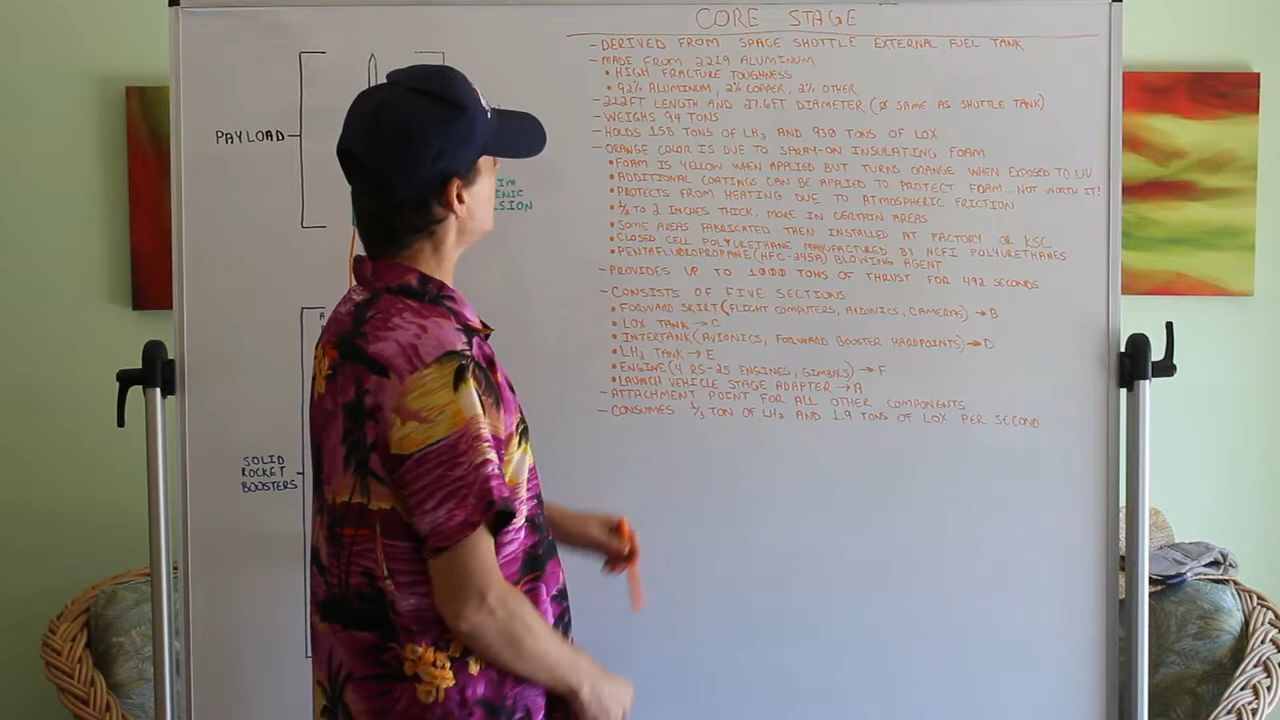 CORE STAGE
- DERIVED FROM SPACE SHUTTLE EXTERNAL FUEL TANK
- MADE FROM 2219 ALUMINUM
• HIGH FRACTURE TOUGHNESS
• 92% ALUMINUM, 2% COPPER, 2% OTHER
- 212FT LENGTH AND 27.6FT DIAMETER (Ø SAME AS SHUTTLE TANK)
- WEIGHS 94 TONS
- HOLDS 158 TONS OF LH₂ AND 930 TONS OF LOX
- ORANGE COLOR IS DUE TO SPRAY-ON INSULATING FOAM
• FOAM IS YELLOW WHEN APPLIED BUT TURNS ORANGE WHEN EXPOSED TO UV
• ADDITIONAL COATINGS CAN BE APPLIED TO PROTECT FOAM... NOT WORTH IT!
• PROTECTS FROM HEATING DUE TO ATMOSPHERIC FRICTION
• ½ TO 2 INCHES THICK, MORE IN CERTAIN AREAS
• SOME AREAS FABRICATED THEN INSTALLED AT FACTORY OR KSC
• CLOSED CELL POLYURETHANE MANUFACTURED BY NCFI POLYURETHANES
• PENTAFLUOROPROPANE (HFC-245A) BLOWING AGENT
- PROVIDES UP TO 1000 TONS OF THRUST FOR 492 SECONDS
- CONSISTS OF FIVE SECTIONS
• FORWARD SKIRT (FLIGHT COMPUTERS, AVIONICS, CAMERAS) → B
• LOX TANK → C
• INTERTANK (AVIONICS, FORWARD BOOSTER HARDPOINTS) → D
• LH₂ TANK → E
• ENGINE (4 RS-25 ENGINES, GIMBALS) → F
• LAUNCH VEHICLE STAGE ADAPTER → A
- ATTACHMENT POINT FOR ALL OTHER COMPONENTS
- CONSUMES ⅓ TON OF LH₂ AND 1.9 TONS OF LOX PER SECOND
PAYLOAD
SOLID
ROCKET
BOOSTERS